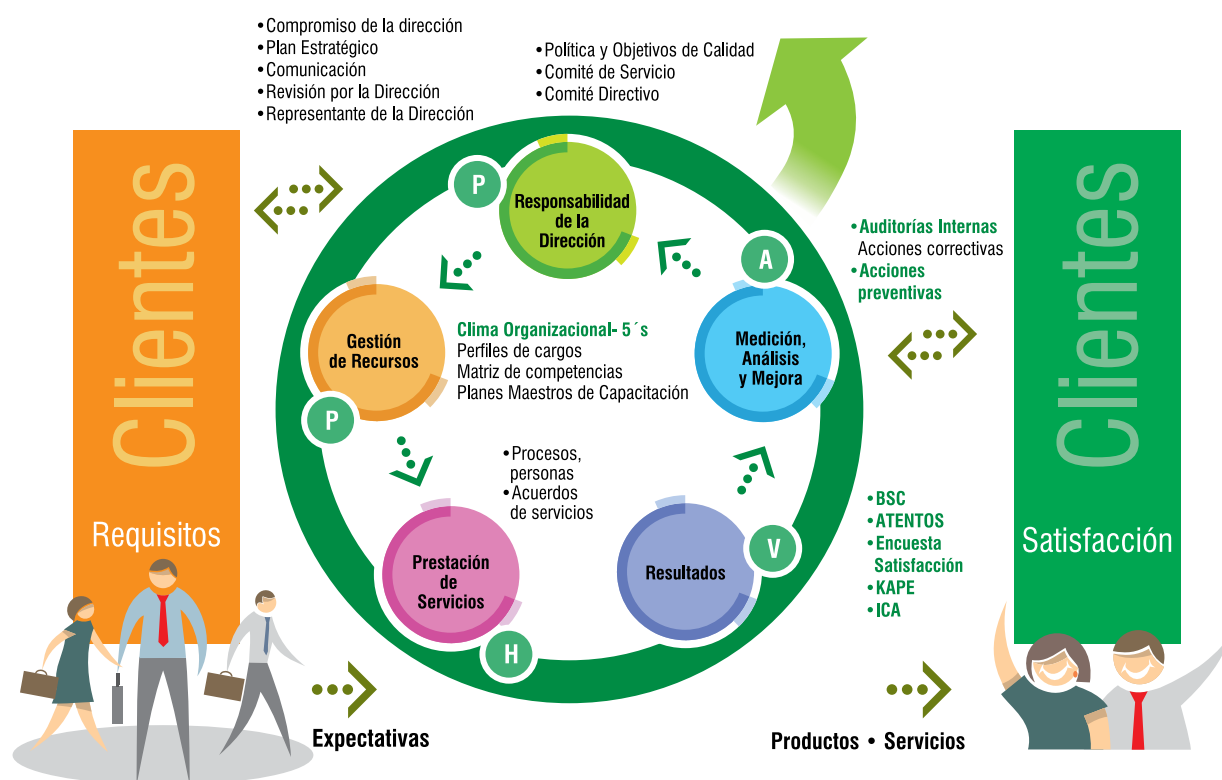 •Compromiso de la dirección
•Plan Estratégico
•Comunicación
•Revisión por la Dirección
•Representante de la Dirección
•Política y Objetivos de Calidad
•Comité de Servicio
•Comité Directivo
Clientes
Requisitos
P
Responsabilidad
de la
Dirección
A
•Auditorías Internas
Acciones correctivas
•Acciones
preventivas
Gestión
de Recursos
P
Clima Organizacional- 5´s
Perfiles de cargos
Matriz de competencias
Planes Maestros de Capacitación
Medición,
Análisis
y Mejora
•Procesos,
personas
•Acuerdos
de servicios
Prestación
de
Servicios
H
Resultados
V
•BSC
•ATENTOS
•Encuesta
Satisfacción
•KAPE
•ICA
Clientes
Satisfacción
Expectativas
Productos • Servicios